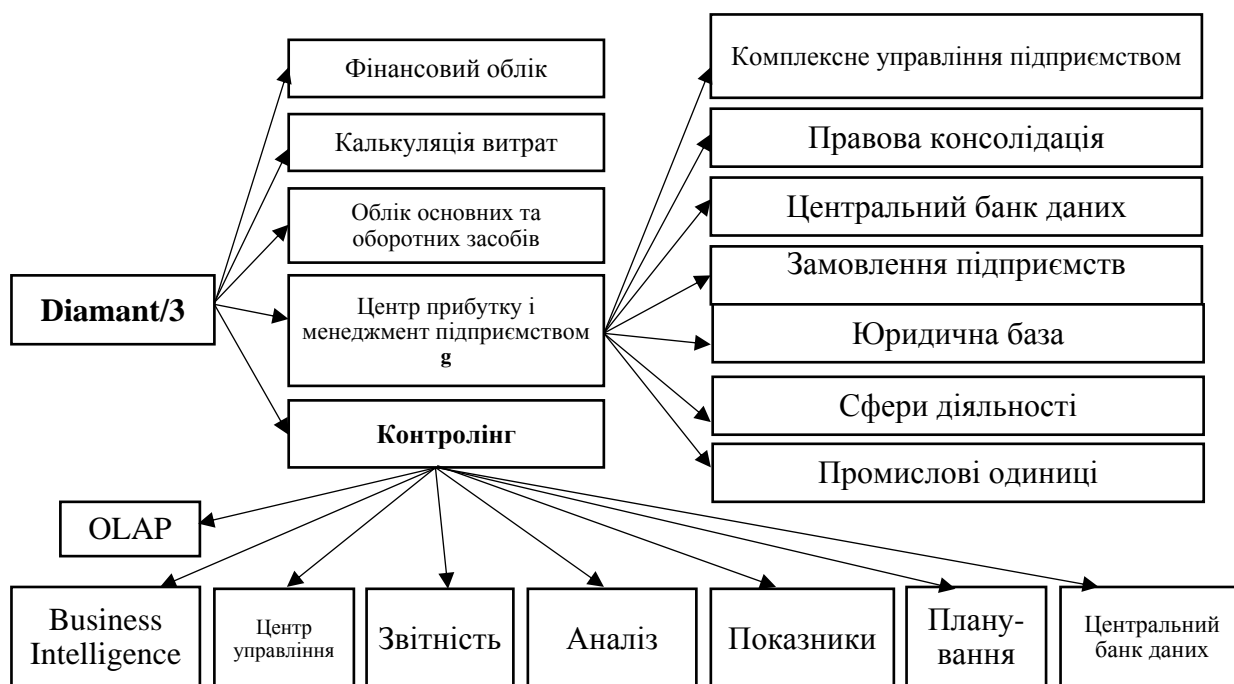 Diamant/3
Фінансовий облік
Калькуляція витрат
Облік основних та
оборотних засобів
Центр прибутку і
менеджмент підприємством
g
Контролінг
Комплексне управління підприємством
Правова консолідація
Центральний банк даних
Замовлення підприємств
Юридична база
Сфери діяльності
Промислові одиниці
OLAP
Business
Intelligence
Центр
управління
Звітність
Аналіз
Показники
Плану-
вання
Центральний
банк даних